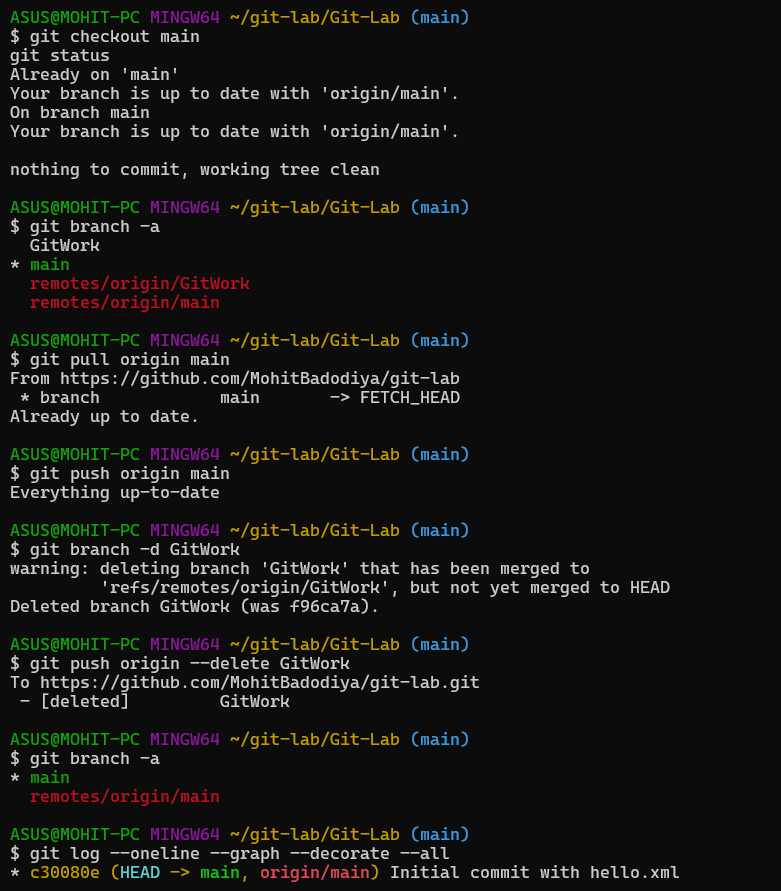 ASUS@MOHIT-PC MINGW64 ~/git-lab/Git-Lab (main)
$ git checkout main
git status
Already on 'main'
Your branch is up to date with 'origin/main'.
On branch main
Your branch is up to date with 'origin/main'.

nothing to commit, working tree clean

ASUS@MOHIT-PC MINGW64 ~/git-lab/Git-Lab (main)
$ git branch -a
  GitWork
* main
  remotes/origin/GitWork
  remotes/origin/main

ASUS@MOHIT-PC MINGW64 ~/git-lab/Git-Lab (main)
$ git pull origin main
From https://github.com/MohitBadodiya/git-lab
 * branch            main       -> FETCH_HEAD
Already up to date.

ASUS@MOHIT-PC MINGW64 ~/git-lab/Git-Lab (main)
$ git push origin main
Everything up-to-date

ASUS@MOHIT-PC MINGW64 ~/git-lab/Git-Lab (main)
$ git branch -d GitWork
warning: deleting branch 'GitWork' that has been merged to
         'refs/remotes/origin/GitWork', but not yet merged to HEAD
Deleted branch GitWork (was f96ca7a).

ASUS@MOHIT-PC MINGW64 ~/git-lab/Git-Lab (main)
$ git push origin --delete GitWork
To https://github.com/MohitBadodiya/git-lab.git
 - [deleted]         GitWork

ASUS@MOHIT-PC MINGW64 ~/git-lab/Git-Lab (main)
$ git branch -a
* main
  remotes/origin/main

ASUS@MOHIT-PC MINGW64 ~/git-lab/Git-Lab (main)
$ git log --oneline --graph --decorate --all
* c30080e (HEAD -> main, origin/main) Initial commit with hello.xml